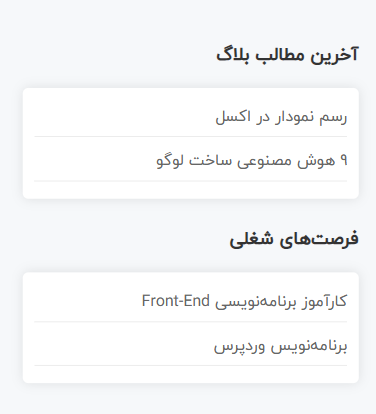 آخرین مطالب بلاگ
رسم نمودار در اکسل
۹ هوش مصنوعی ساخت لوگو
فرصت‌های شغلی
کارآموز برنامه‌نویسی Front-End
برنامه‌نویس وردپرس